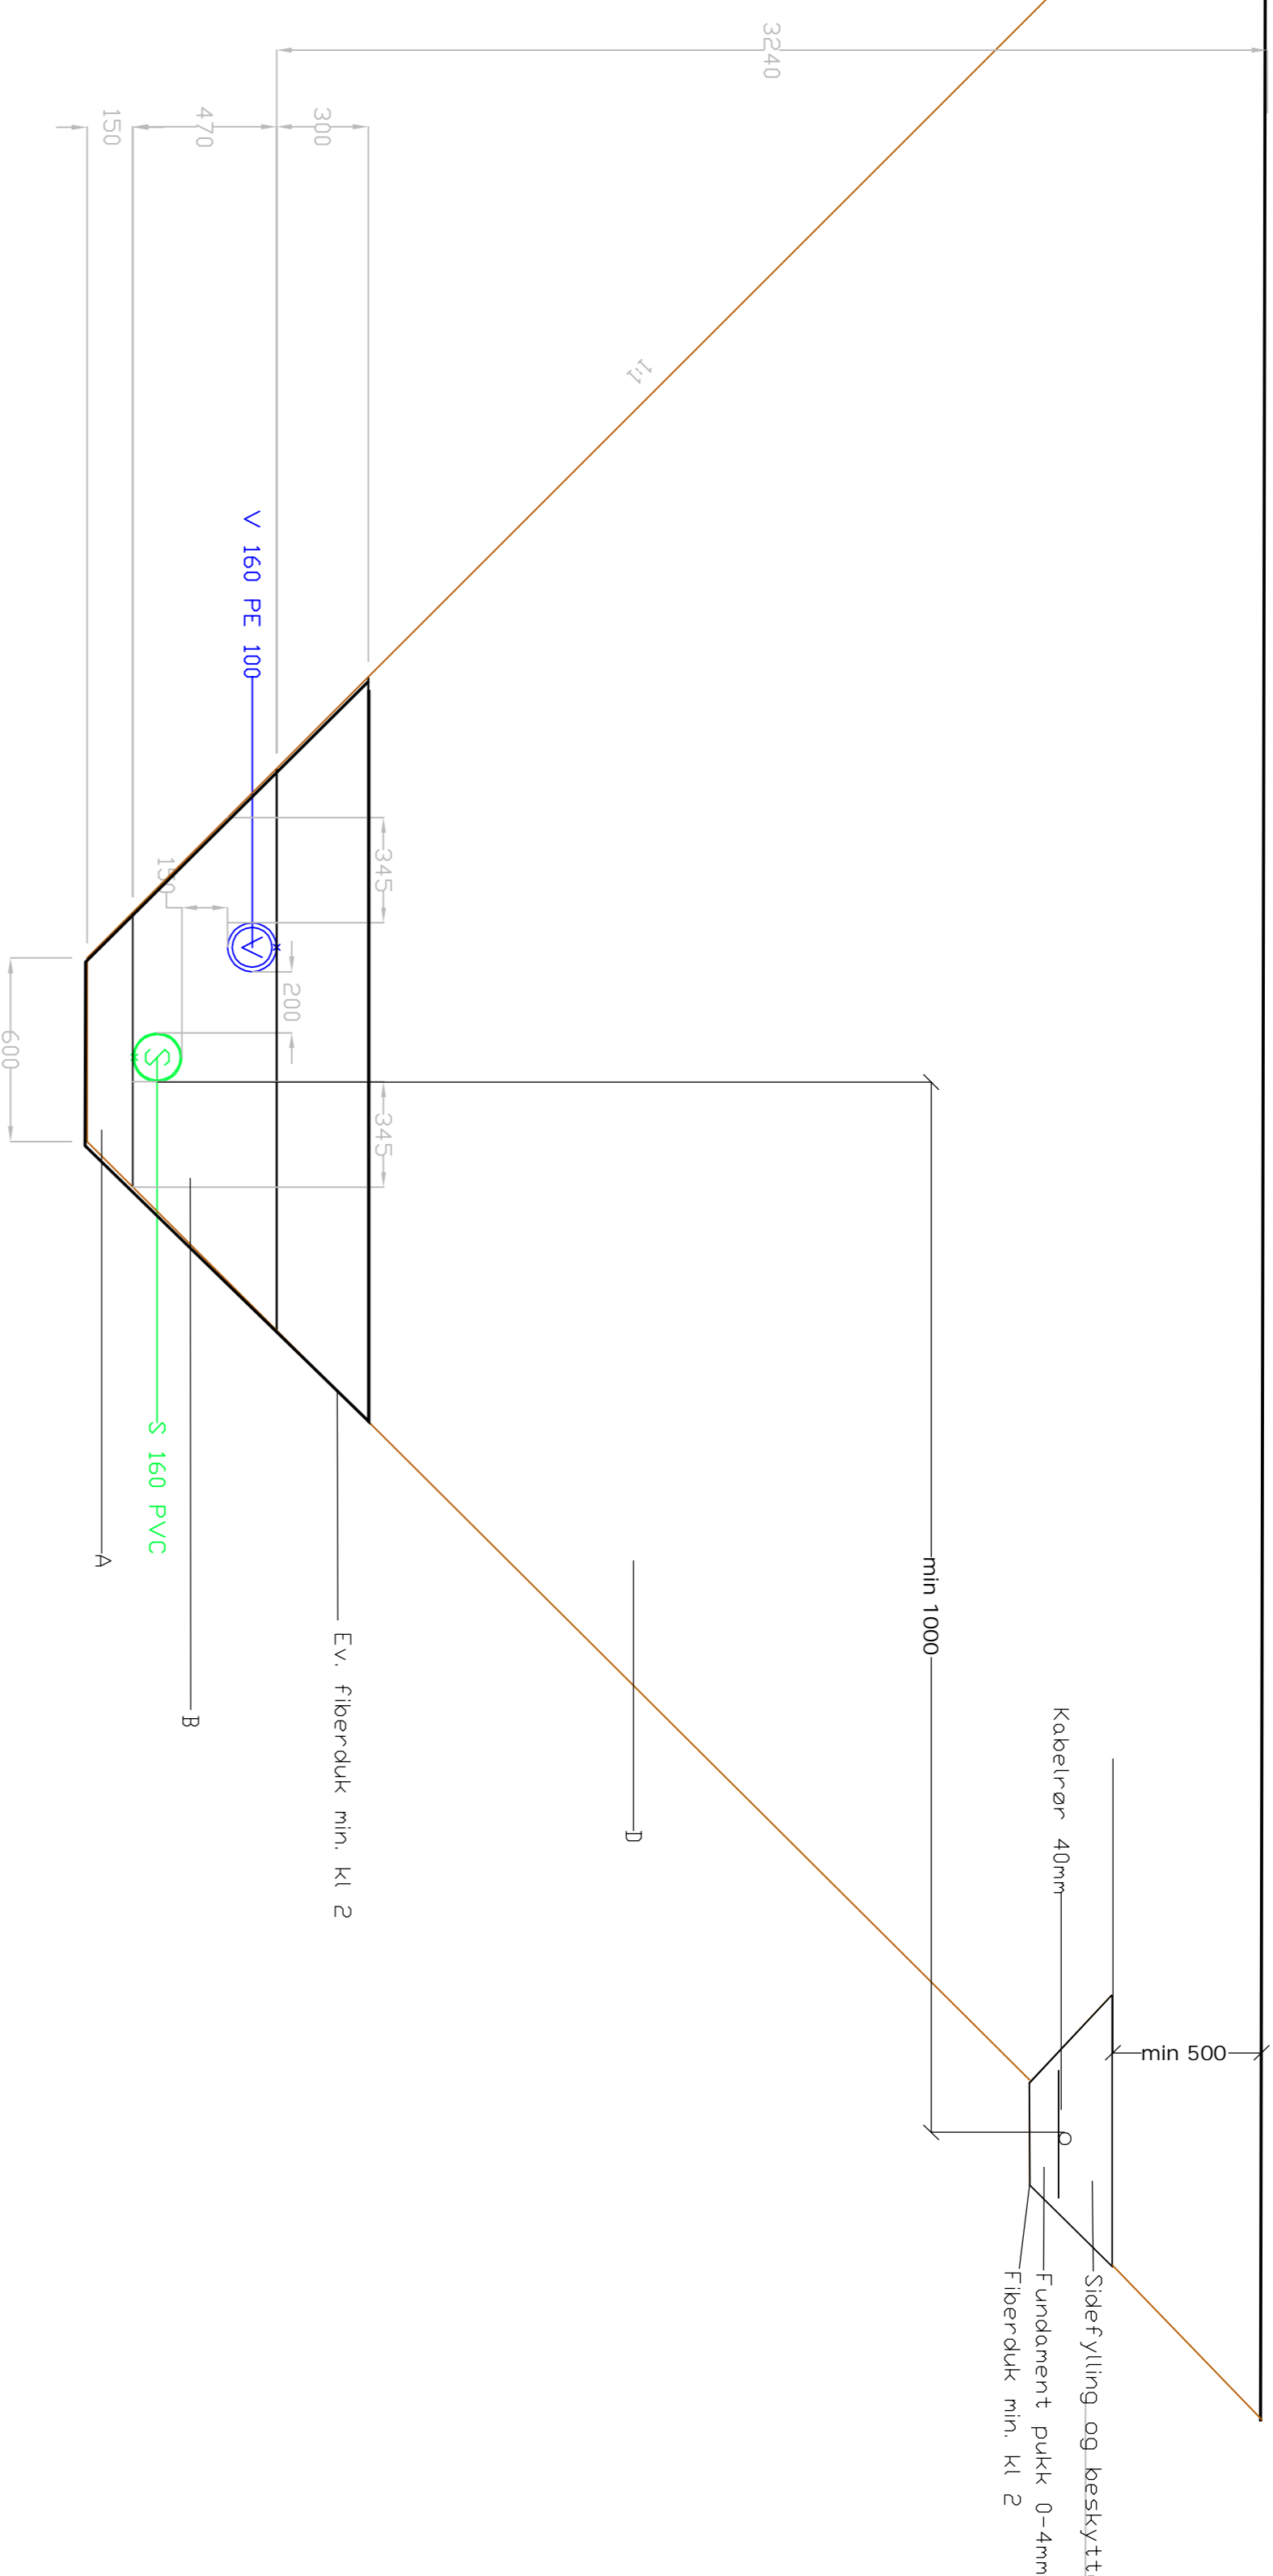 3240
300
470
150
1:1
V 160 PE 100
345
150
V
200
S
345
600
min 1000
S 160 PVC
A
B
Ev. fiberduk min. kl 2
D
Kabelrør 40mm
min 500
Sidefylling og beskytt
Fundament pukk 0-4mm
Fiberduk min. kl 2